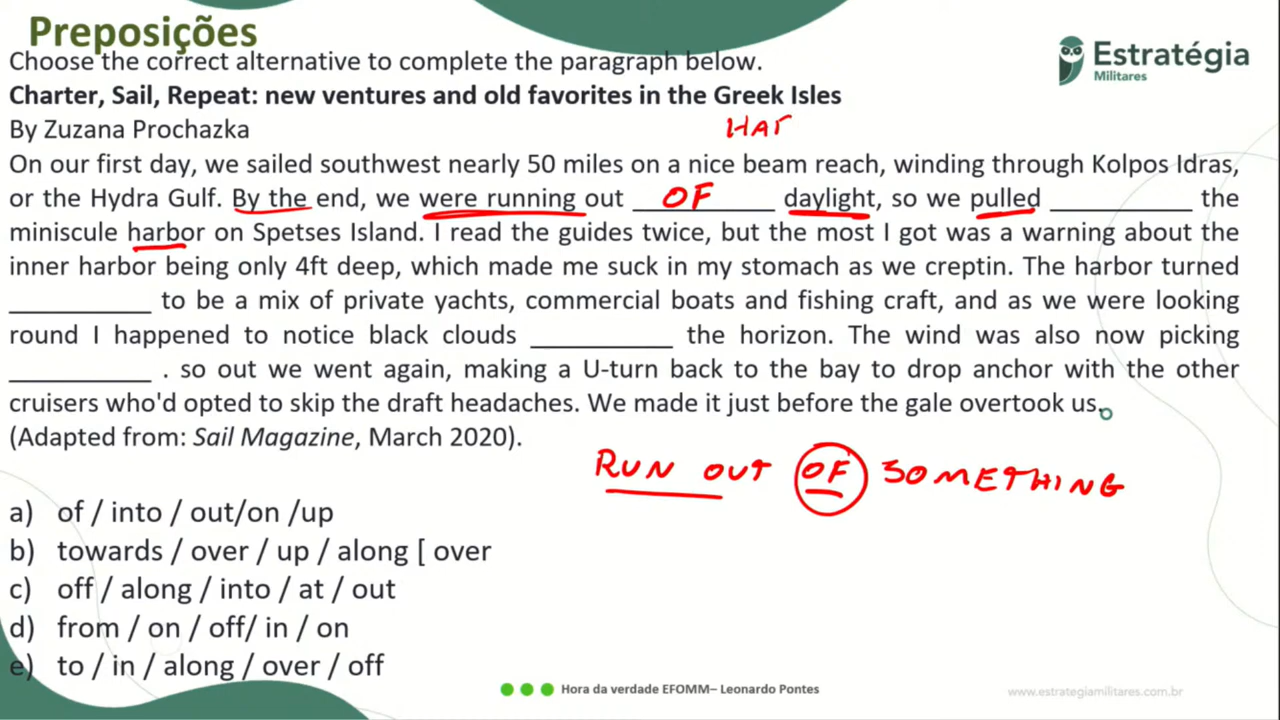 Preposições
Estratégia
Militares
Choose the correct alternative to complete the paragraph below.
Charter, Sail, Repeat: new ventures and old favorites in the Greek Isles
By Zuzana Prochazka
HAr
On our first day, we sailed southwest nearly 50 miles on a nice beam reach, winding through Kolpos Idras,
or the Hydra Gulf. By the end, we were running out OF daylight, so we pulled __________ the
miniscule harbor on Spetses Island. I read the guides twice, but the most I got was a warning about the
inner harbor being only 4ft deep, which made me suck in my stomach as we creptin. The harbor turned
__________ to be a mix of private yachts, commercial boats and fishing craft, and as we were looking
round I happened to notice black clouds __________ the horizon. The wind was also now picking
__________ . so out we went again, making a U-turn back to the bay to drop anchor with the other
cruisers who'd opted to skip the draft headaches. We made it just before the gale overtook us.
(Adapted from: Sail Magazine, March 2020).
RUN OUT OF SOMETHING
a) of / into / out/on /up
b) towards / over / up / along [ over
c) off / along / into / at / out
d) from / on / off/ in / on
e) to / in / along / over / off
Hora da verdade EFOMM– Leonardo Pontes
www.estrategiamilitares.com.br